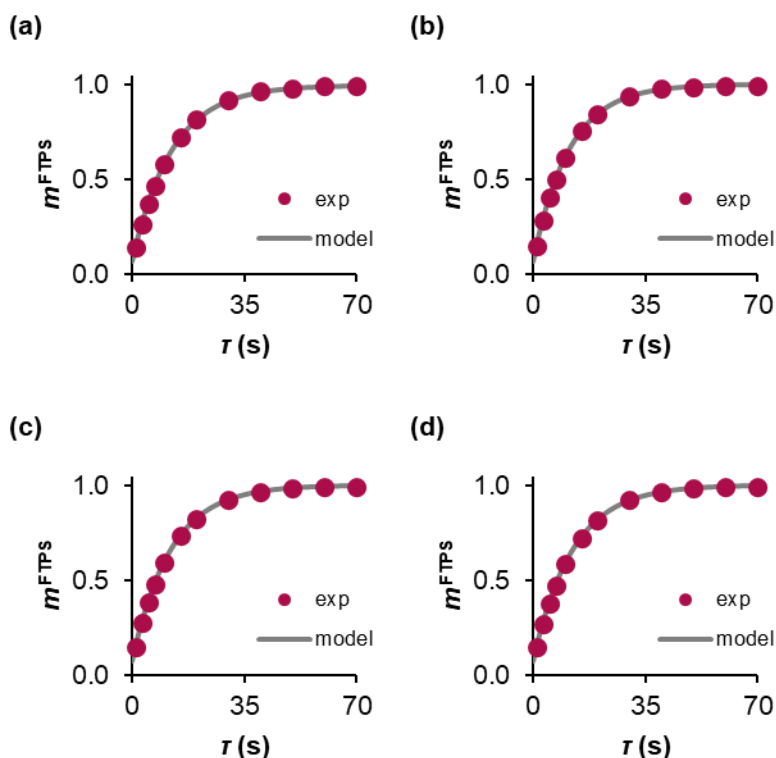 (a)
1.0
0.5
0.0
m^FTPS
exp
model
0 35 70
τ (s)
(b)
1.0
0.5
0.0
m^FTPS
exp
model
0 35 70
τ (s)
(c)
1.0
0.5
0.0
m^FTPS
exp
model
0 35 70
τ (s)
(d)
1.0
0.5
0.0
m^FTPS
exp
model
0 35 70
τ (s)